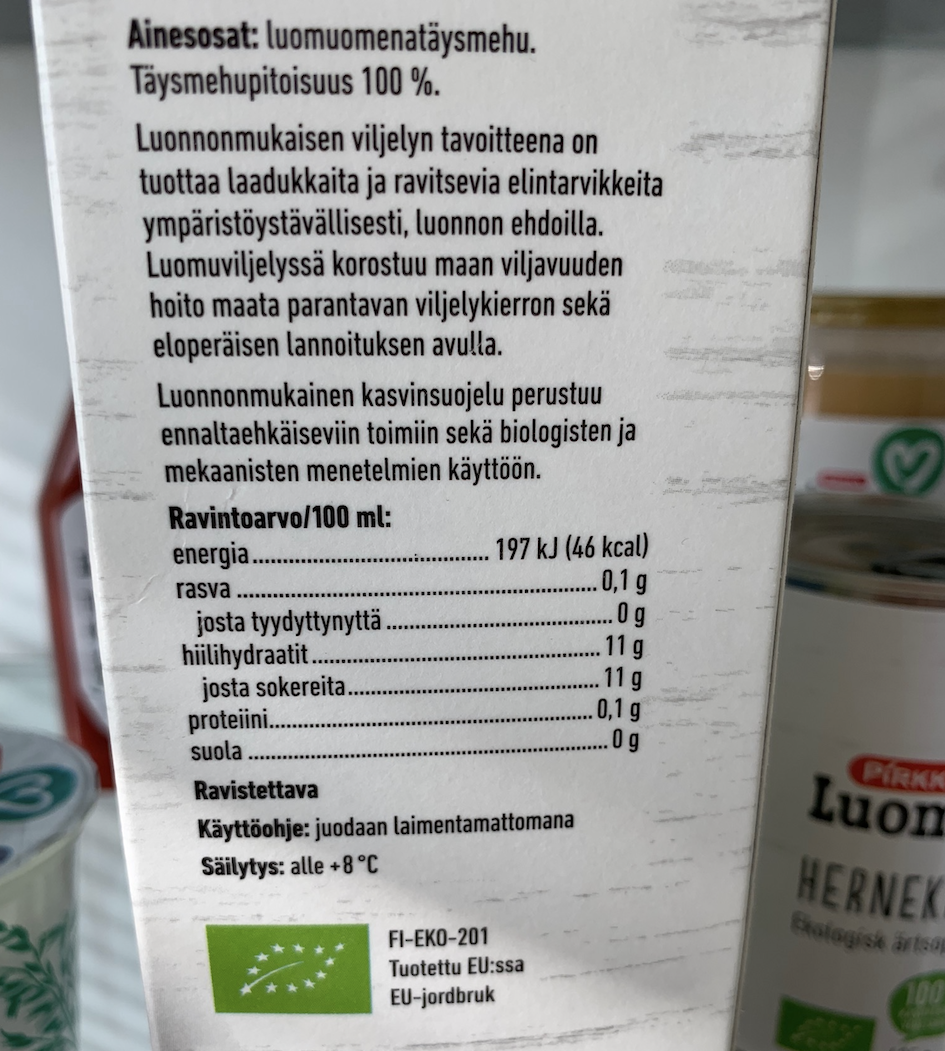 Ainesosat: luomuomenatäysmehu.
Täysmehupitoisuus 100 %.
Luonnonmukaisen viljelyn tavoitteena on
tuottaa laadukkaita ja ravitsevia elintarvikkeita
ympäristöystävällisesti, luonnon ehdoilla.
Luomuviljelyssä korostuu maan viljavuuden
hoito maata parantavan viljelykierron sekä
eloperäisen lannoituksen avulla.
Luonnonmukainen kasvinsuojelu perustuu
ennaltaehkäiseviin toimiin sekä biologisten ja
mekaanisten menetelmien käyttöön.
Ravintoarvo/100 ml:
energia.................................... 197 kJ (46 kcal)
rasva ...................................................... 0,1 g
josta tyydyttynyttä .................................. 0 g
hiilihydraatit........................................... 11 g
josta sokereita...................................... 11 g
proteiini................................................. 0,1 g
suola ...................................................... 0 g
Ravistettava
Käyttöohje: juodaan laimentamattomana
Säilytys: alle +8 °C
FI-EKO-201
Tuotettu EU:ssa
EU-jordbruk
PIRKK
Luom
HERNEK
Ekologisk ärtsop
100